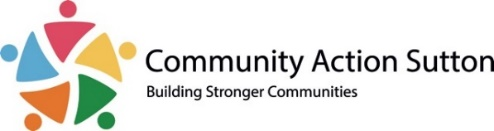 Community Action Sutton
Building Stronger Communities